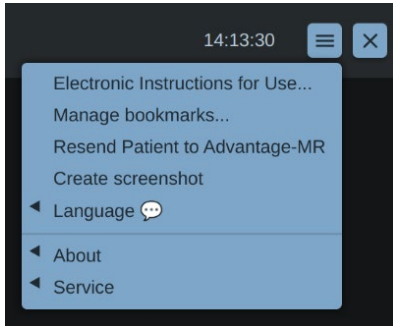 14:13:30
Electronic Instructions for Use...
Manage bookmarks...
Resend Patient to Advantage-MR
Create screenshot
Language 💬
About
Service